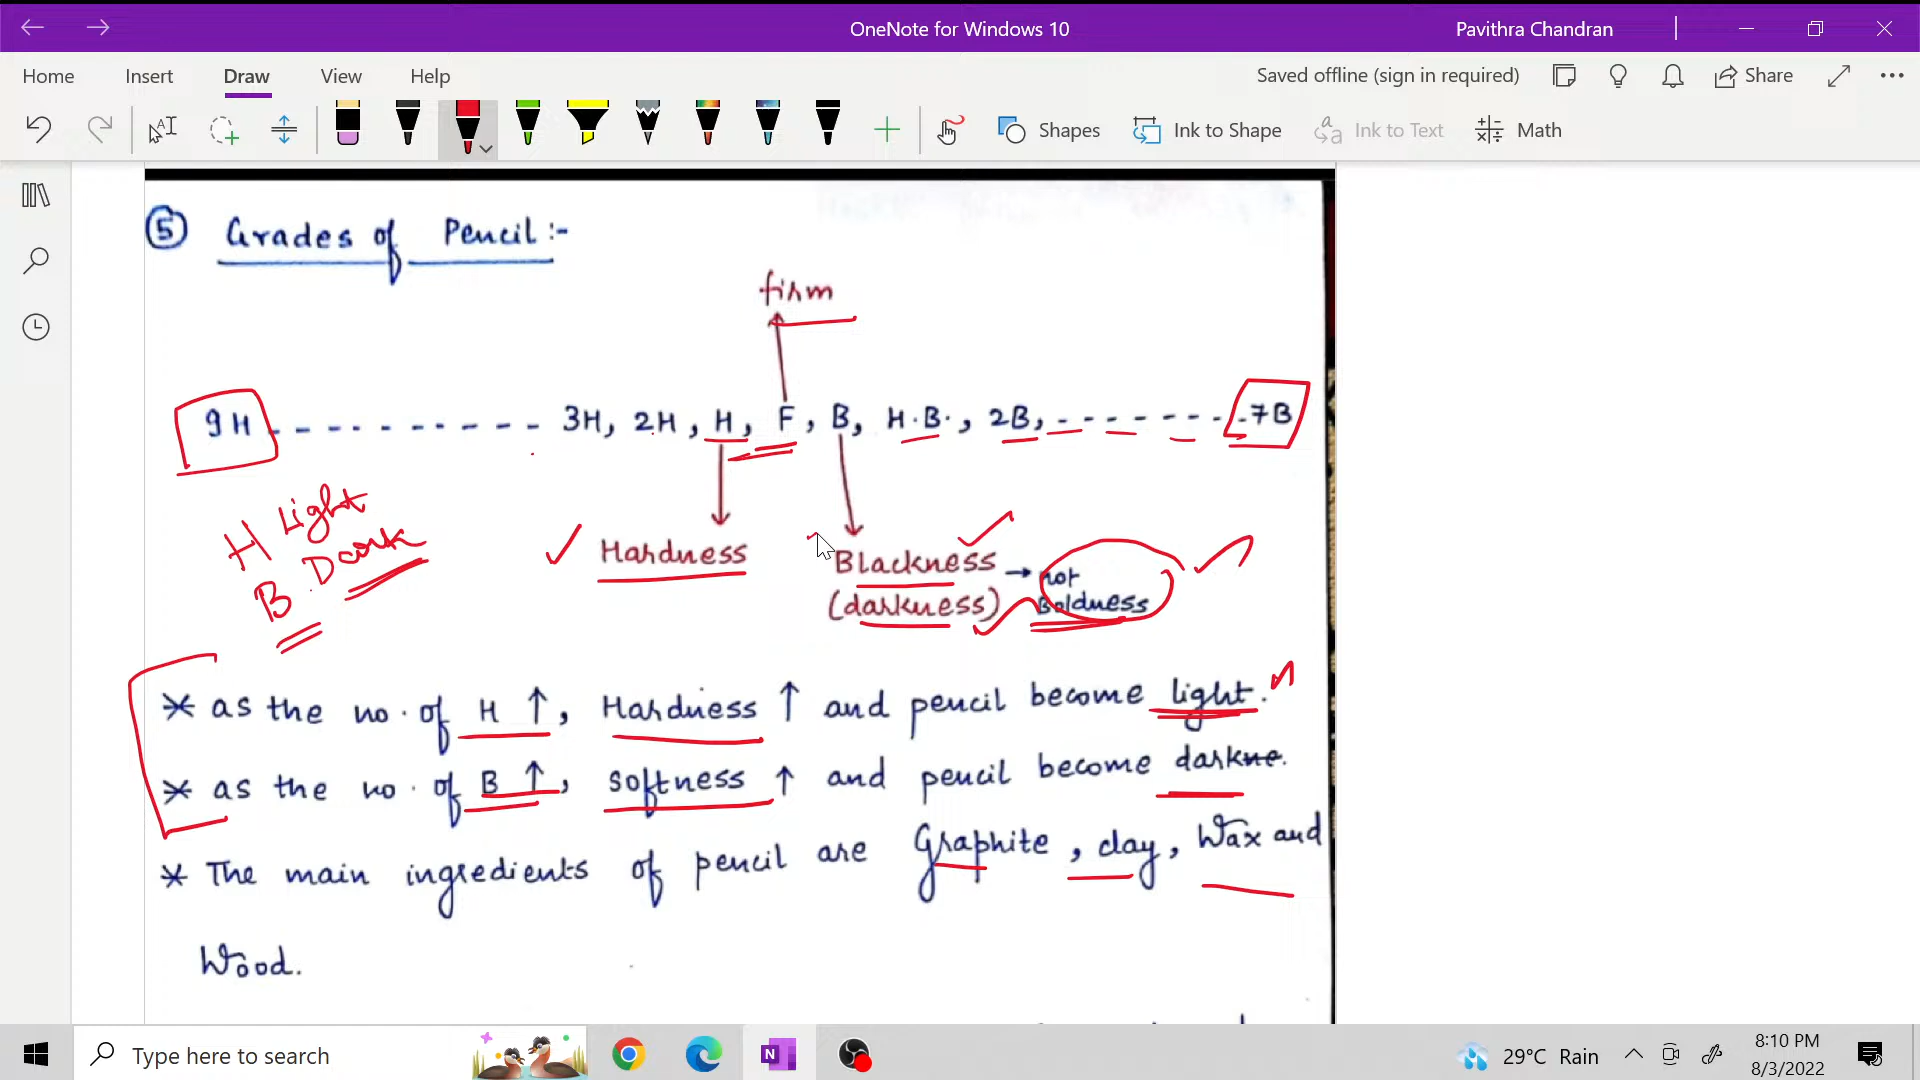 OneNote for Windows 10
Pavithra Chandran
Home Insert Draw View Help
Saved offline (sign in required) Share
Shapes Ink to Shape Ink to Text Math
5 Grades of Pencil :-
firm
9H ---------- 3H, 2H, H, F, B, H.B., 2B, ------- 7B
H Light
B. Dark
Hardness
Blackness → not
(darkness) Boldness
* as the no. of H ↑, Hardness ↑ and pencil become light.
* as the no. of B ↑, Softness ↑ and pencil become darkne.
* The main ingredients of pencil are Graphite, clay, Wax and
Wood.
Type here to search
29°C Rain
8:10 PM
8/3/2022